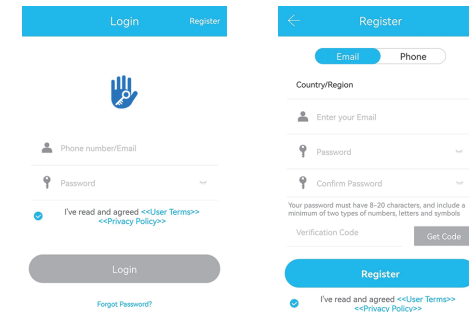 Login
Register
Phone number/Email
Password
I've read and agreed <<User Terms>>
<<Privacy Policy>>
Login
Forgot Password?
Register
Email
Phone
Country/Region
Enter your Email
Password
Confirm Password
Your password must have 8-20 characters, and include a
minimum of two types of numbers, letters and symbols
Verification Code
Get Code
Register
I've read and agreed <<User Terms>>
<<Privacy Policy>>